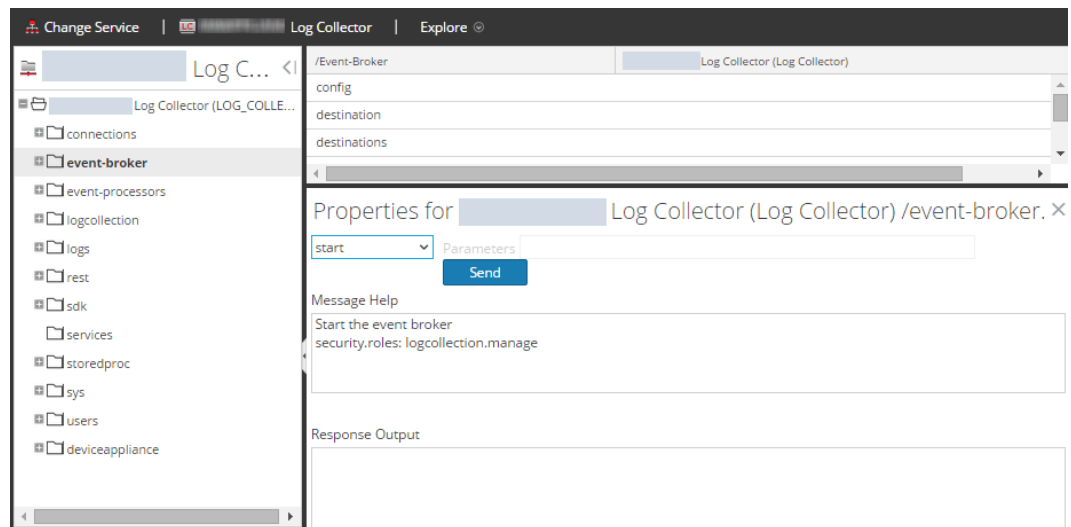 Change Service | LC Log Collector | Explore
Log C...
Log Collector (LOG_COLLE...
connections
event-broker
event-processors
logcollection
logs
rest
sdk
services
storedproc
sys
users
deviceappliance
/Event-Broker Log Collector (Log Collector)
config
destination
destinations
Properties for Log Collector (Log Collector) /event-broker.
start Parameters
Send
Message Help
Start the event broker
security.roles: logcollection.manage
Response Output